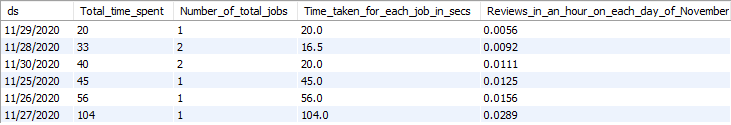 ds Total_time_spent Number_of_total_jobs Time_taken_for_each_job_in_secs Reviews_in_an_hour_on_each_day_of_November
11/29/2020 20 1 20.0 0.0056
11/28/2020 33 2 16.5 0.0092
11/30/2020 40 2 20.0 0.0111
11/25/2020 45 1 45.0 0.0125
11/26/2020 56 1 56.0 0.0156
11/27/2020 104 1 104.0 0.0289